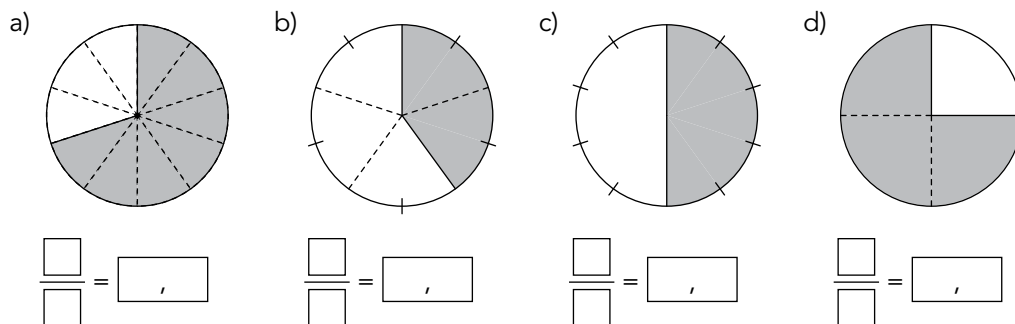 a) b) c) d)
= , = , = , = ,